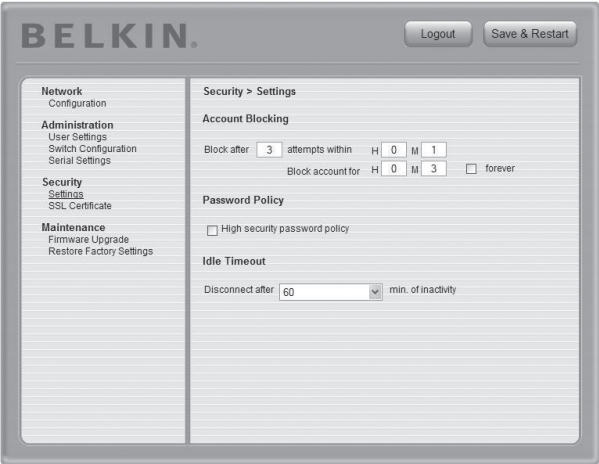 BELKIN.
Logout
Save & Restart
Network
Configuration
Administration
User Settings
Switch Configuration
Serial Settings
Security
Settings
SSL Certificate
Maintenance
Firmware Upgrade
Restore Factory Settings
Security > Settings
Account Blocking
Block after 3 attempts within H 0 M 1
Block account for H 0 M 3 forever
Password Policy
High security password policy
Idle Timeout
Disconnect after 60 min. of inactivity